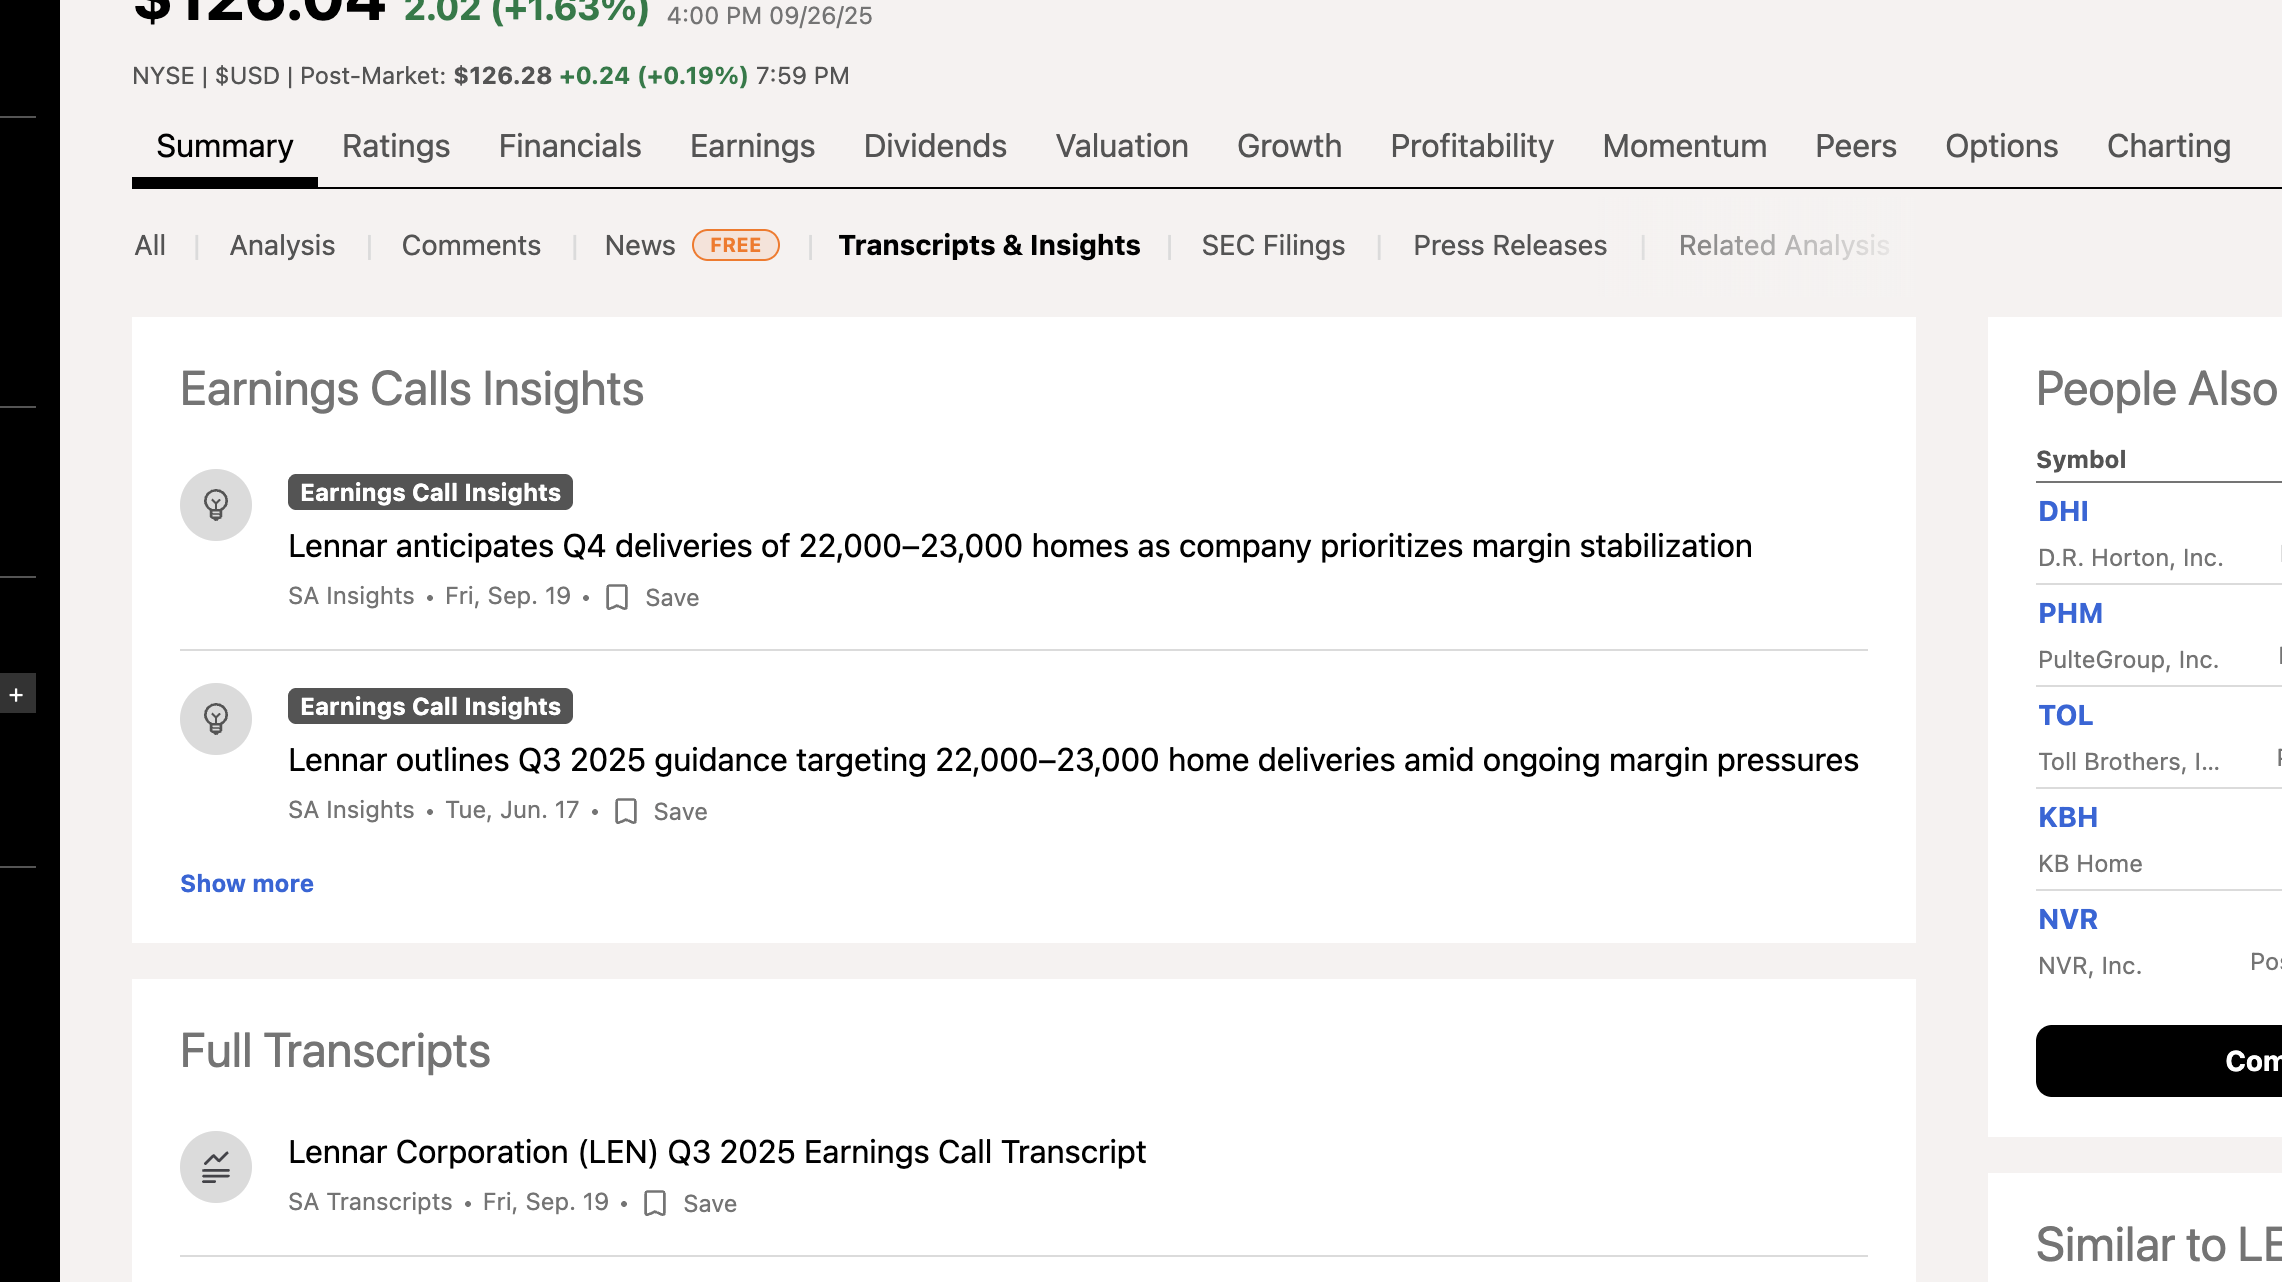 $126.04 2.02 (+1.63%) 4:00 PM 09/26/25
NYSE | $USD | Post-Market: $126.28 +0.24 (+0.19%) 7:59 PM
Summary Ratings Financials Earnings Dividends Valuation Growth Profitability Momentum Peers Options Charting
All | Analysis | Comments | News FREE | Transcripts & Insights | SEC Filings | Press Releases | Related Analysis
Earnings Calls Insights
Earnings Call Insights
Lennar anticipates Q4 deliveries of 22,000–23,000 homes as company prioritizes margin stabilization
SA Insights • Fri, Sep. 19 • Save
Earnings Call Insights
Lennar outlines Q3 2025 guidance targeting 22,000–23,000 home deliveries amid ongoing margin pressures
SA Insights • Tue, Jun. 17 • Save
Show more
Full Transcripts
Lennar Corporation (LEN) Q3 2025 Earnings Call Transcript
SA Transcripts • Fri, Sep. 19 • Save
+
People Also
Symbol
DHI
D.R. Horton, Inc.
PHM
PulteGroup, Inc.
TOL
Toll Brothers, I...
KBH
KB Home
NVR
NVR, Inc.
Similar to